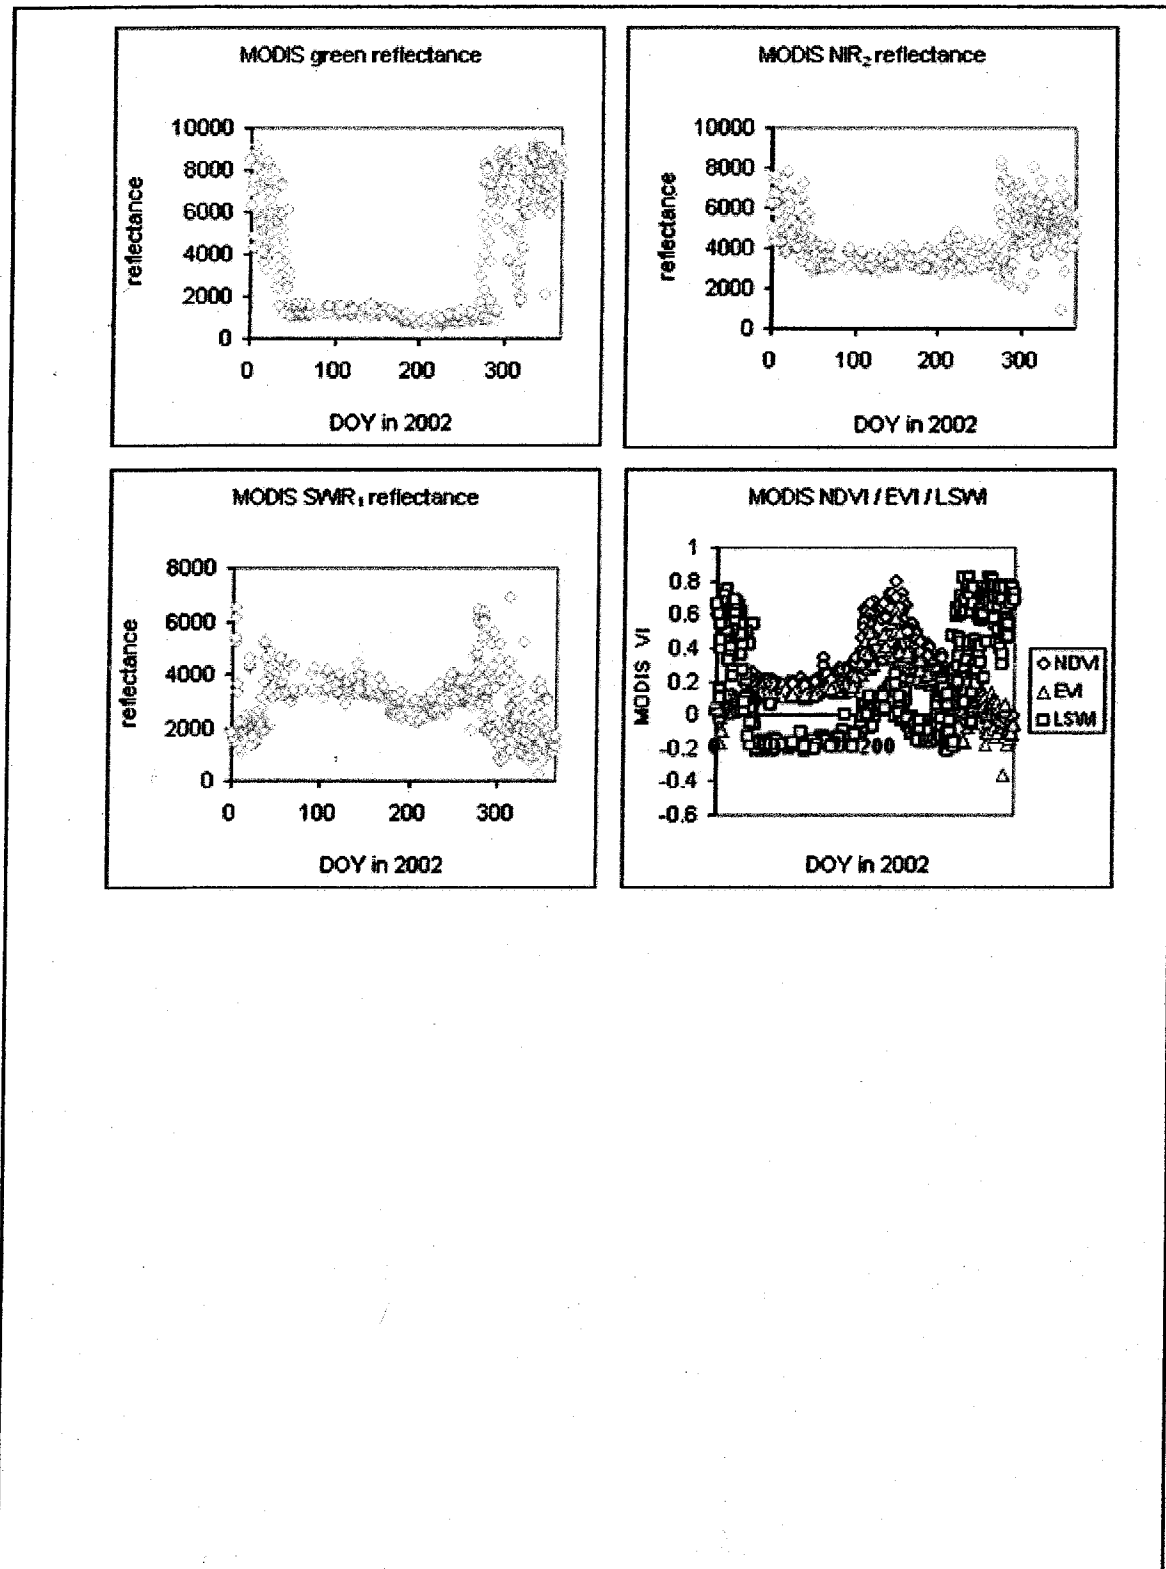 MODIS green reflectance
10000
8000
6000
4000
2000
0
reflectance
0 100 200 300
DOY in 2002
MODIS NIR₂ reflectance
10000
8000
6000
4000
2000
0
reflectance
0 100 200 300
DOY in 2002
MODIS SWIR₁ reflectance
8000
6000
4000
2000
0
reflectance
0 100 200 300
DOY in 2002
MODIS NDVI / EVI / LSWI
1
0.8
0.6
0.4
0.2
0
-0.2
-0.4
-0.6
MODIS VI
200
DOY in 2002
NDVI
EVI
LSWI